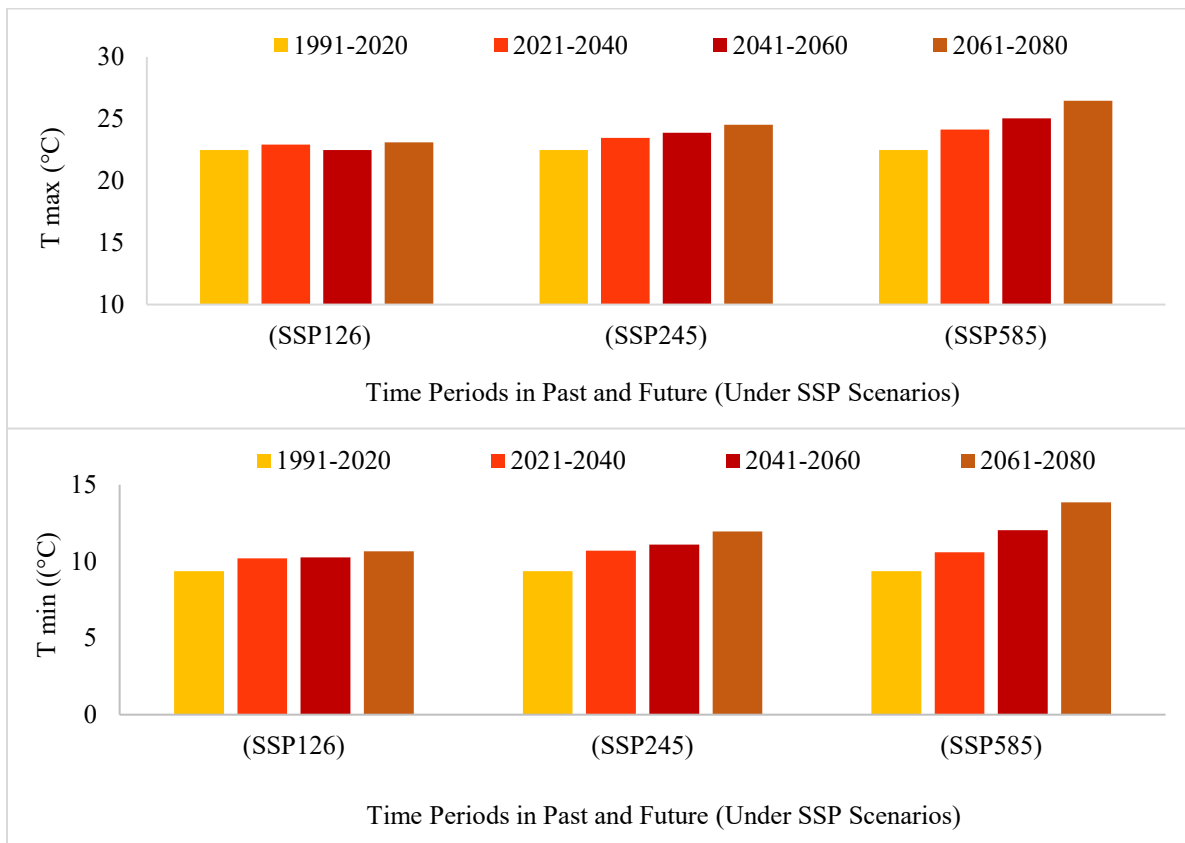 1991-2020 2021-2040 2041-2060 2061-2080
30
25
20
15
10
T max (°C)
(SSP126) (SSP245) (SSP585)
Time Periods in Past and Future (Under SSP Scenarios)
1991-2020 2021-2040 2041-2060 2061-2080
15
10
5
0
T min ((°C)
(SSP126) (SSP245) (SSP585)
Time Periods in Past and Future (Under SSP Scenarios)